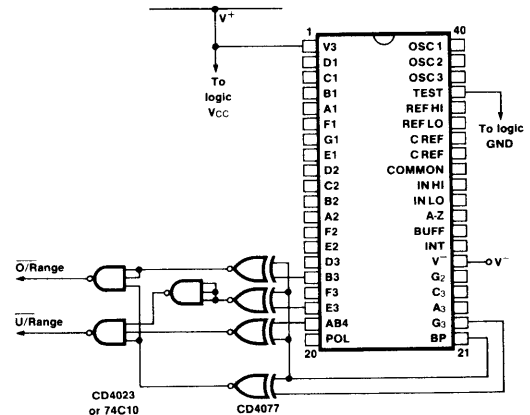 V+
To
logic
VCC
1
40
V3
D1
C1
B1
A1
F1
G1
E1
D2
C2
B2
A2
F2
E2
D3
B3
F3
E3
AB4
POL
20
OSC 1
OSC 2
OSC 3
TEST
REF HI
REF LO
C REF
C REF
COMMON
IN HI
IN LO
A-Z
BUFF
INT
V−
G2
C3
A3
G3
BP
21
To logic
GND
V−
O/Range
U/Range
CD4023
or 74C10
CD4077